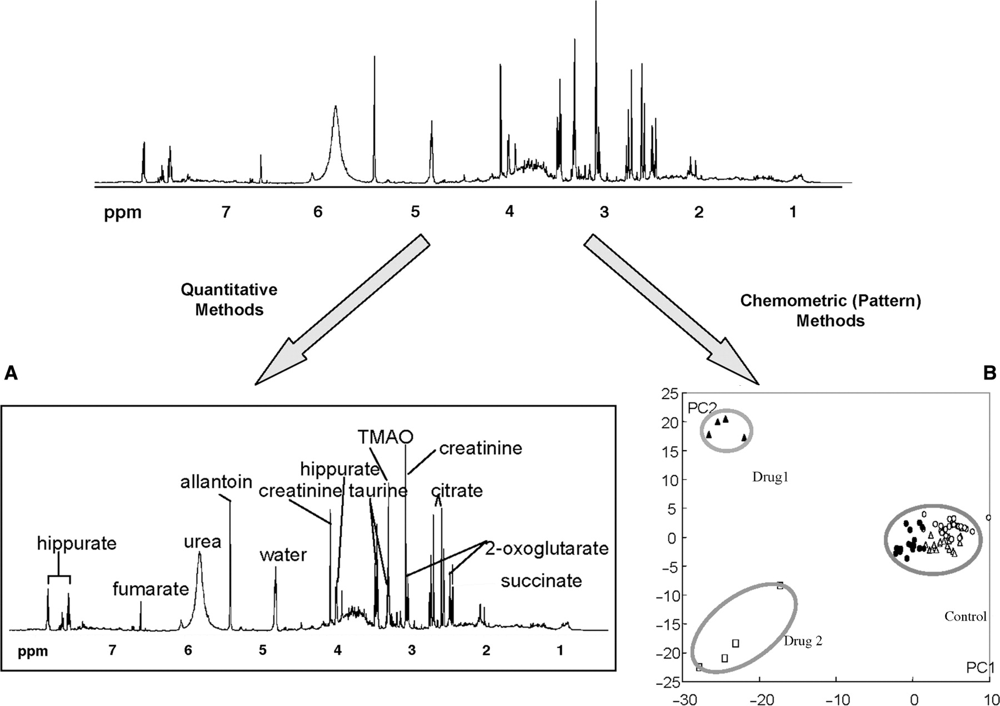 ppm 7 6 5 4 3 2 1
Quantitative
Methods
Chemometric (Pattern)
Methods
A
TMAO
creatinine
hippurate
allantoin
creatinine taurine
citrate
hippurate
urea
water
2-oxoglutarate
fumarate
succinate
ppm 7 6 5 4 3 2 1
B
25
PC2
20
15
10
Drug1
5
0
−5
−10
Control
−15
Drug 2
−20
PC1
−25
−30 −20 −10 0 10